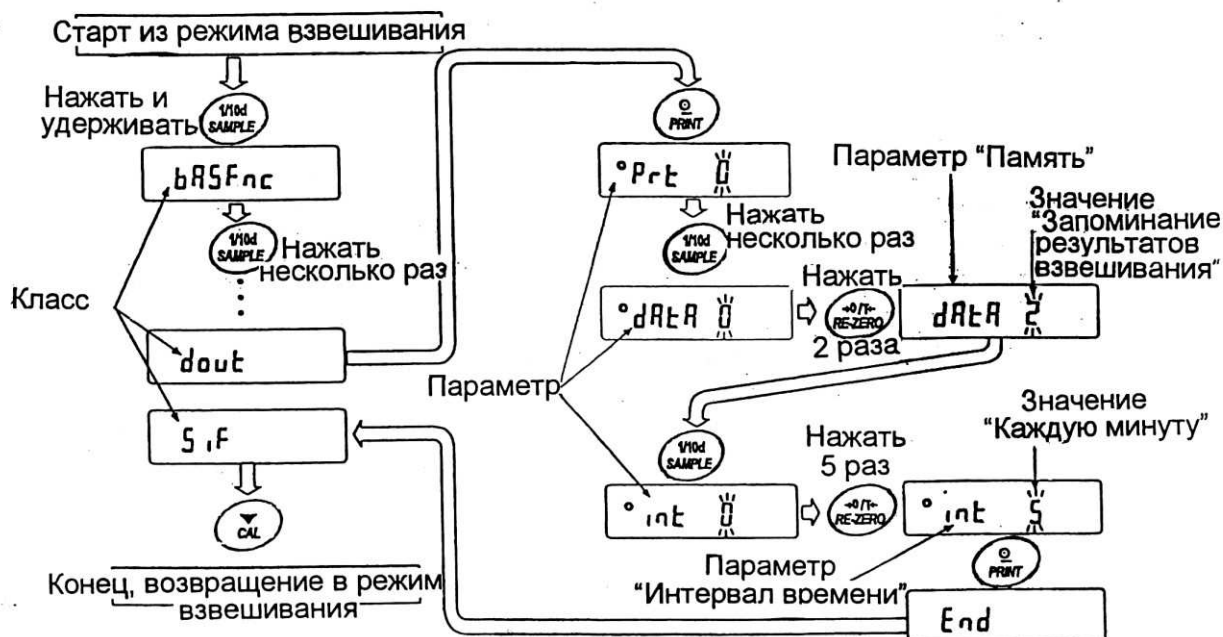 Старт из режима взвешивания
Нажать и
удерживать
1/10d
SAMPLE
bASFnc
1/10d
SAMPLE
Нажать
несколько раз
Класс
dout
S iF
CAL
Конец, возвращение в режим
взвешивания
PRINT
°Prt 0
1/10d
SAMPLE
Нажать
несколько раз
°dAtA 0
Нажать
→0/T←
RE-ZERO
2 раза
Параметр “Память”
Значение
“Запоминание
результатов
взвешивания”
dAtA 2
Параметр
1/10d
SAMPLE
°int 0
Нажать
5 раз
→0/T←
RE-ZERO
Значение
“Каждую минуту”
°int 5
Параметр
“Интервал времени”
PRINT
End